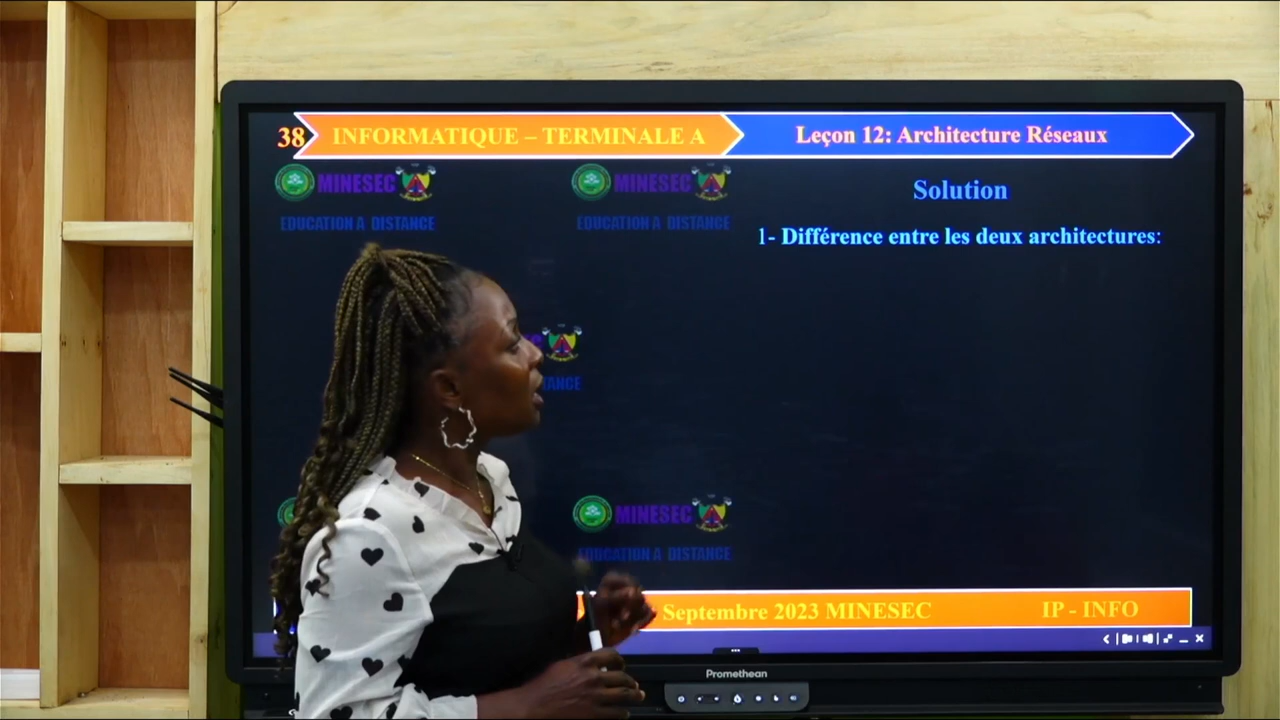 38 INFORMATIQUE – TERMINALE A Leçon 12: Architecture Réseaux
MINESEC MINESEC
EDUCATION A DISTANCE EDUCATION A DISTANCE
Solution
1- Différence entre les deux architectures:
MINESEC
EDUCATION A DISTANCE
Septembre 2023 MINESEC IP - INFO
Promethean